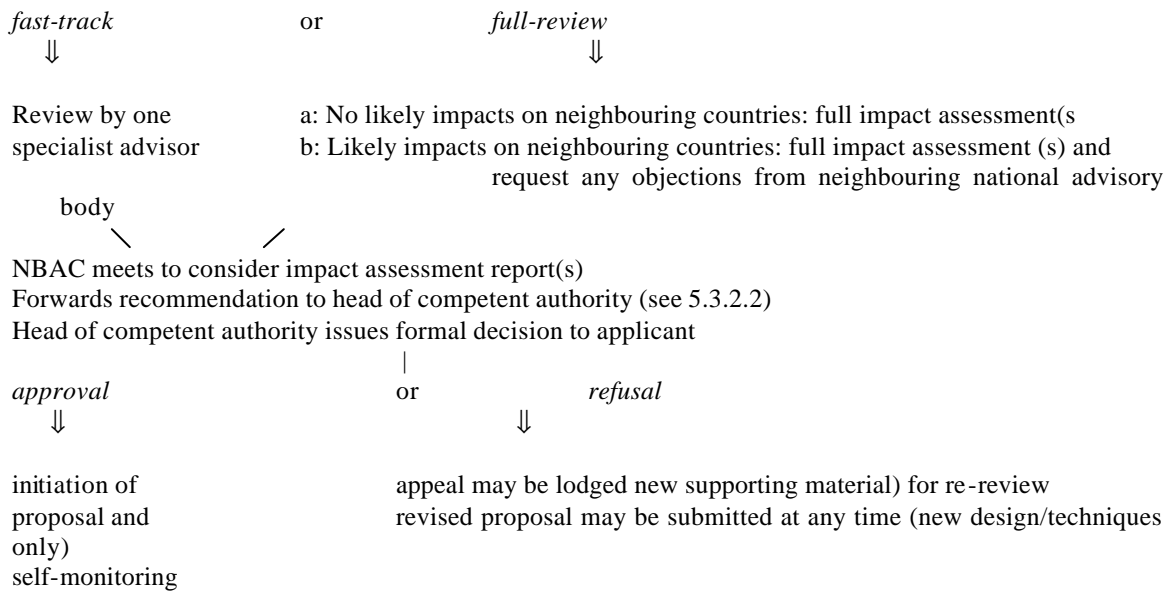 fast-track or full-review
⇓ ⇓
Review by one a: No likely impacts on neighbouring countries: full impact assessment(s
specialist advisor b: Likely impacts on neighbouring countries: full impact assessment (s) and
request any objections from neighbouring national advisory
body
NBAC meets to consider impact assessment report(s)
Forwards recommendation to head of competent authority (see 5.3.2.2)
Head of competent authority issues formal decision to applicant
|
approval or refusal
⇓ ⇓
initiation of appeal may be lodged new supporting material) for re-review
proposal and revised proposal may be submitted at any time (new design/techniques
only)
self-monitoring